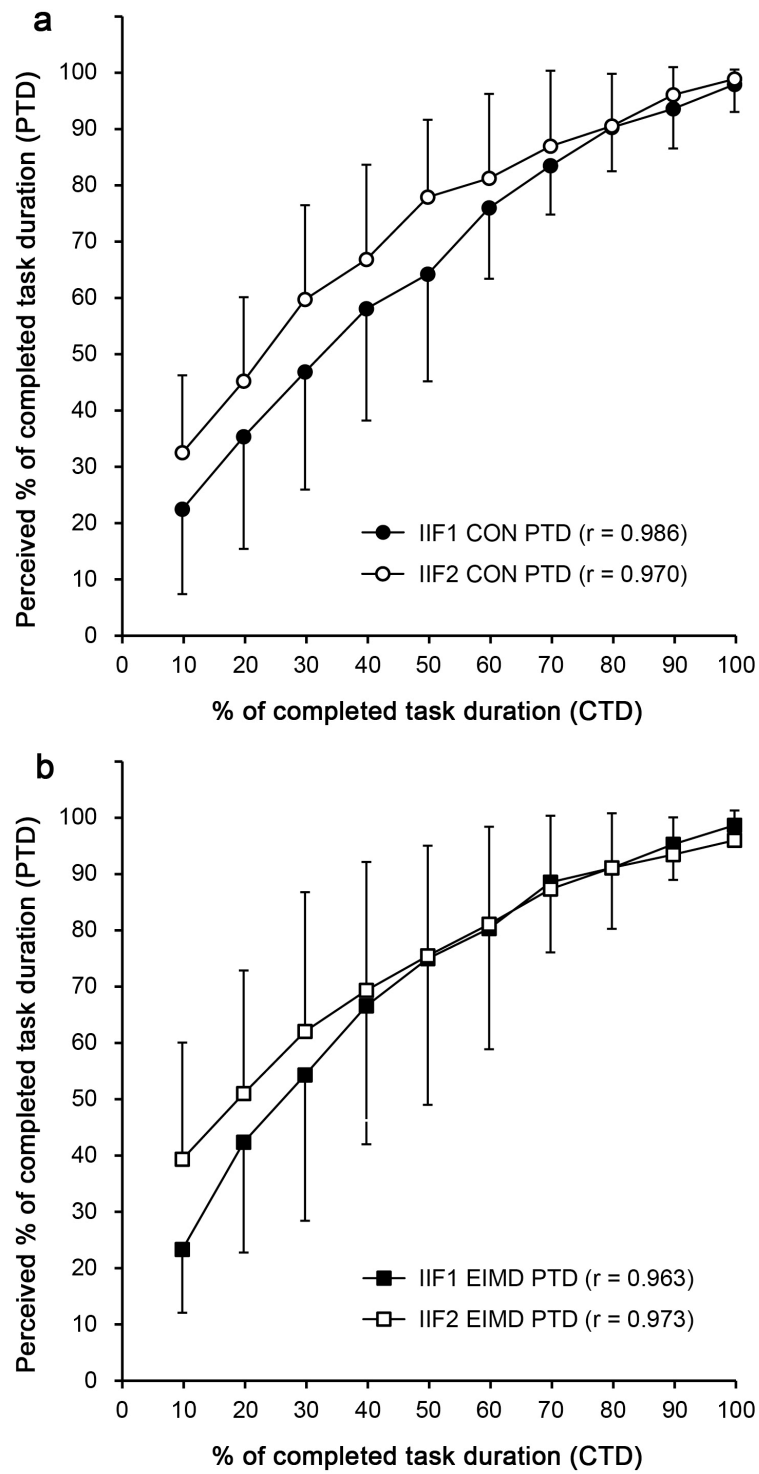 a
Perceived % of completed task duration (PTD)
100
90
80
70
60
50
40
30
20
10
0
IIF1 CON PTD (r = 0.986)
IIF2 CON PTD (r = 0.970)
0 10 20 30 40 50 60 70 80 90 100
% of completed task duration (CTD)
b
Perceived % of completed task duration (PTD)
100
90
80
70
60
50
40
30
20
10
0
IIF1 EIMD PTD (r = 0.963)
IIF2 EIMD PTD (r = 0.973)
0 10 20 30 40 50 60 70 80 90 100
% of completed task duration (CTD)